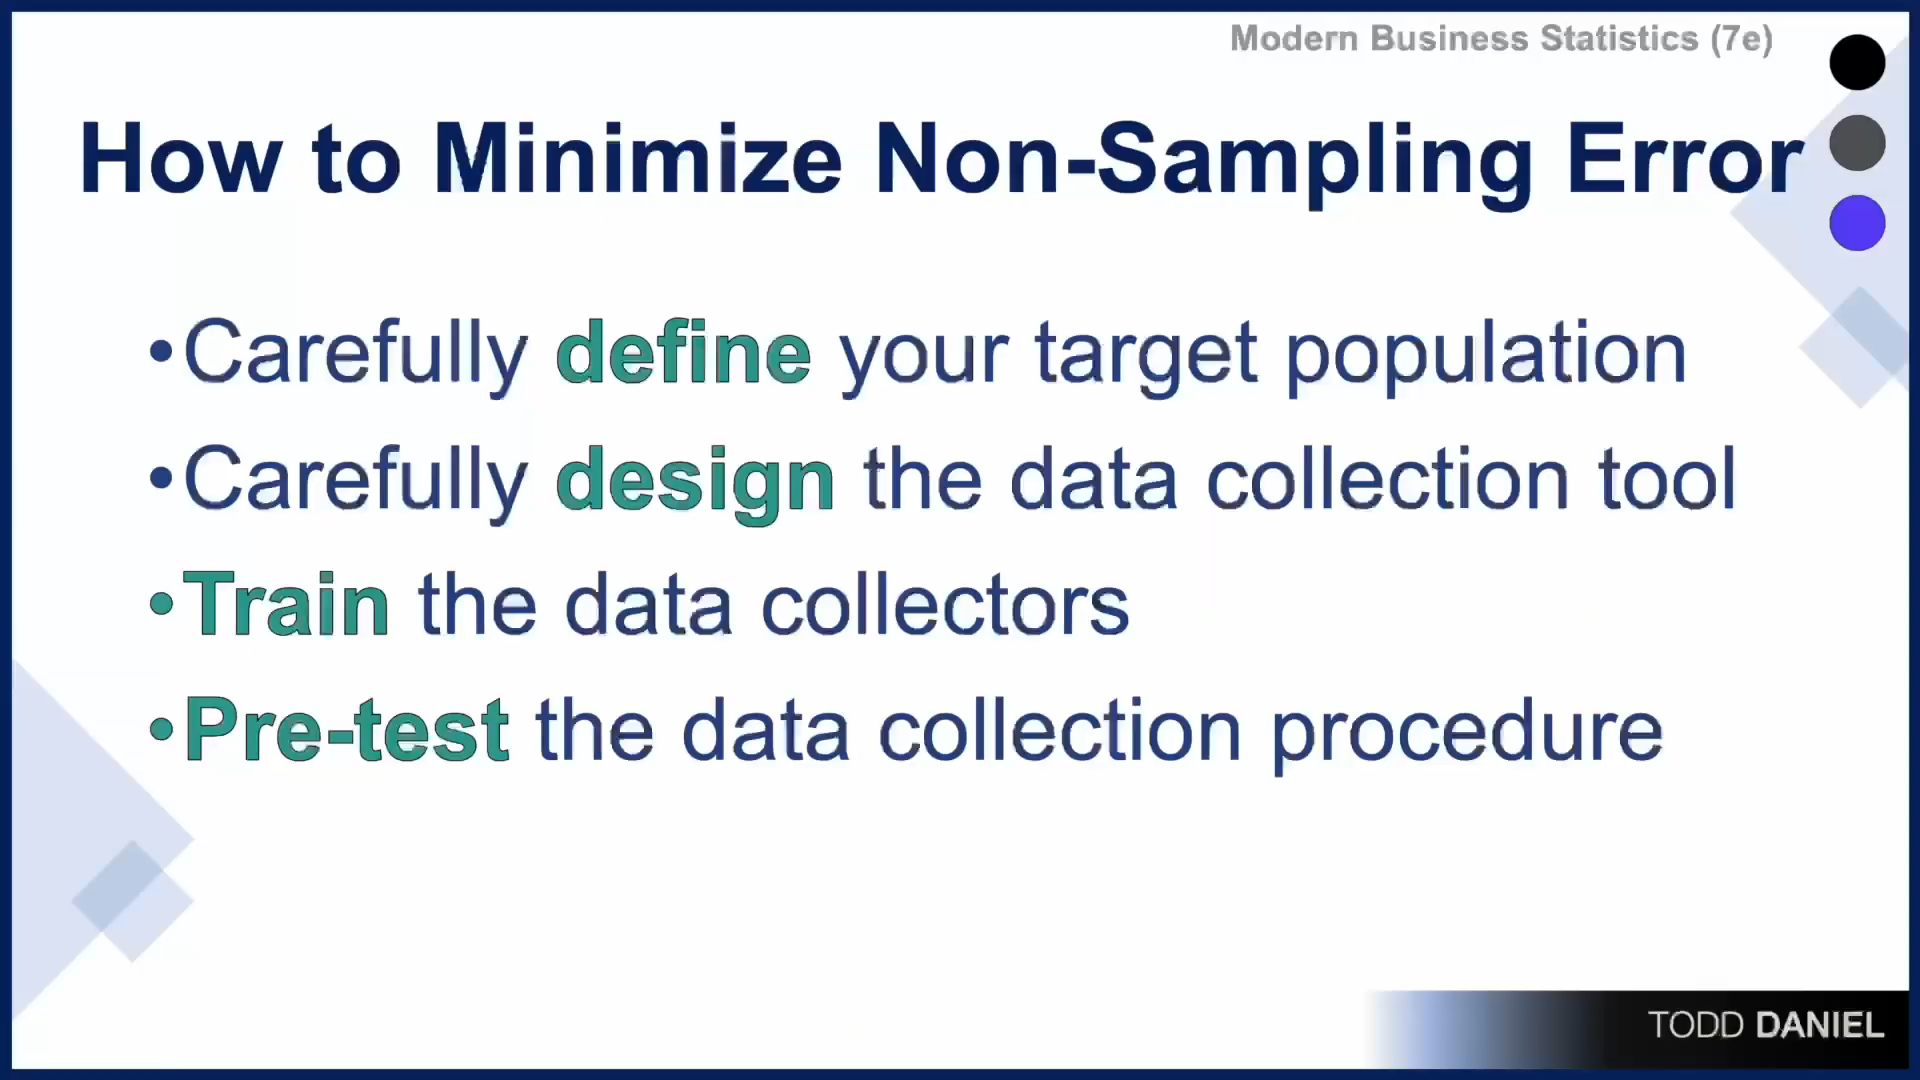 Modern Business Statistics (7e)
How to Minimize Non-Sampling Error
•Carefully define your target population
•Carefully design the data collection tool
•Train the data collectors
•Pre-test the data collection procedure
TODD DANIEL